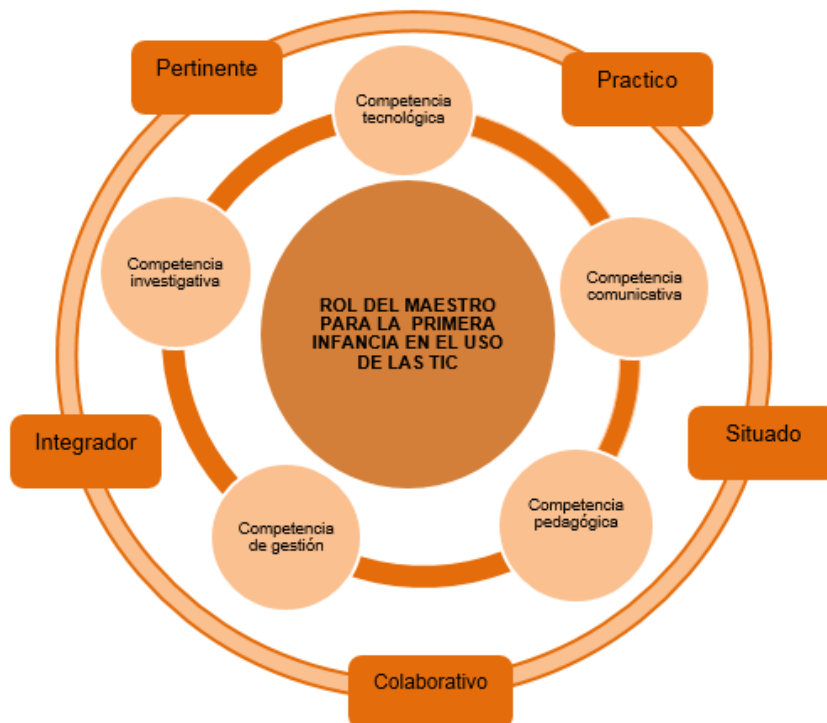 Pertinente
Practico
Competencia
tecnológica
Competencia
investigativa
Competencia
comunicativa
ROL DEL MAESTRO
PARA LA PRIMERA
INFANCIA EN EL USO
DE LAS TIC
Integrador
Situado
Competencia
de gestión
Competencia
pedagógica
Colaborativo